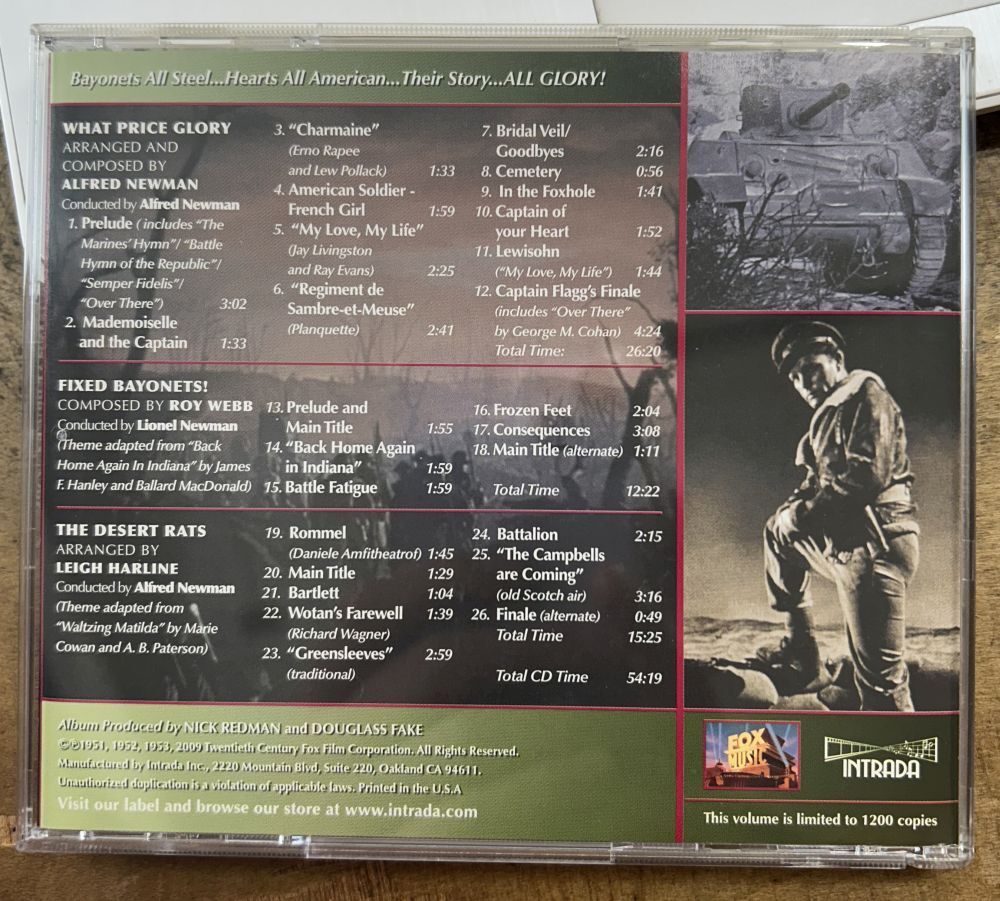 Bayonets All Steel...Hearts All American...Their Story...ALL GLORY!
WHAT PRICE GLORY
ARRANGED AND
COMPOSED BY
ALFRED NEWMAN
Conducted by Alfred Newman
1. Prelude ( includes “The
Marines’ Hymn”/ “Battle
Hymn of the Republic”/
“Semper Fidelis”/
“Over There”) 3:02
2. Mademoiselle
and the Captain 1:33
3. “Charmaine”
(Erno Rapee
and Lew Pollack) 1:33
4. American Soldier -
French Girl 1:59
5. “My Love, My Life”
(Jay Livingston
and Ray Evans) 2:25
6. “Regiment de
Sambre-et-Meuse”
(Planquette) 2:41
7. Bridal Veil/
Goodbyes 2:16
8. Cemetery 0:56
9. In the Foxhole 1:41
10. Captain of
your Heart 1:52
11. Lewisohn
(“My Love, My Life”) 1:44
12. Captain Flagg’s Finale
(includes “Over There”
by George M. Cohan) 4:24
Total Time: 26:20
FIXED BAYONETS!
COMPOSED BY ROY WEBB
Conducted by Lionel Newman
(Theme adapted from “Back
Home Again In Indiana” by James
F. Hanley and Ballard MacDonald)
13. Prelude and
Main Title 1:55
14. “Back Home Again
in Indiana” 1:59
15. Battle Fatigue 1:59
16. Frozen Feet 2:04
17. Consequences 3:08
18. Main Title (alternate) 1:11
Total Time 12:22
THE DESERT RATS
ARRANGED BY
LEIGH HARLINE
Conducted by Alfred Newman
(Theme adapted from
“Waltzing Matilda” by Marie
Cowan and A. B. Paterson)
19. Rommel
(Daniele Amfitheatrof) 1:45
20. Main Title 1:29
21. Bartlett 1:04
22. Wotan’s Farewell 1:39
(Richard Wagner)
23. “Greensleeves” 2:59
(traditional)
24. Battalion 2:15
25. “The Campbells
are Coming”
(old Scotch air) 3:16
26. Finale (alternate) 0:49
Total Time 15:25
Total CD Time 54:19
Album Produced by NICK REDMAN and DOUGLASS FAKE
©℗1951, 1952, 1953, 2009 Twentieth Century Fox Film Corporation. All Rights Reserved.
Manufactured by Intrada Inc., 2220 Mountain Blvd, Suite 220, Oakland CA 94611.
Unauthorized duplication is a violation of applicable laws. Printed in the U.S.A
Visit our label and browse our store at www.intrada.com
FOX
MUSIC
INTRADA
This volume is limited to 1200 copies